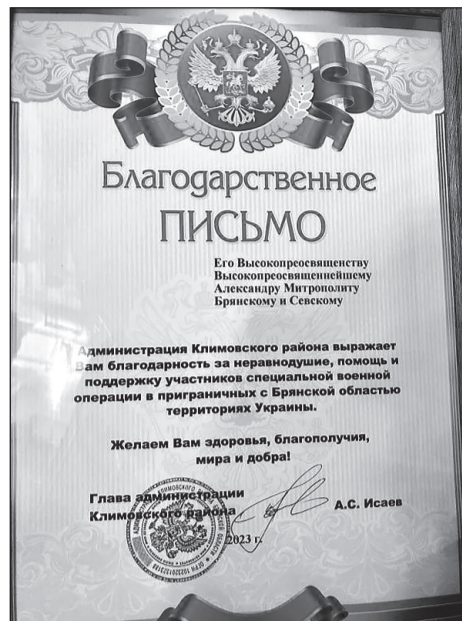 Благодарственное
ПИСЬМО
Его Высокопреосвященству
Высокопреосвященнейшему
Александру Митрополиту
Брянскому и Севскому
Администрация Климовского района выражает
Вам благодарность за неравнодушие, помощь и
поддержку участников специальной военной
операции в приграничных с Брянской областью
территориях Украины.
Желаем Вам здоровья, благополучия,
мира и добра!
Глава администрации
Климовского района
А.С. Исаев
2023 г.